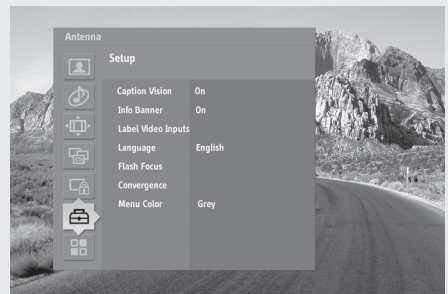 Antenna
Setup
Caption Vision On
Info Banner On
Label Video Inputs
Language English
Flash Focus
Convergence
Menu Color Grey